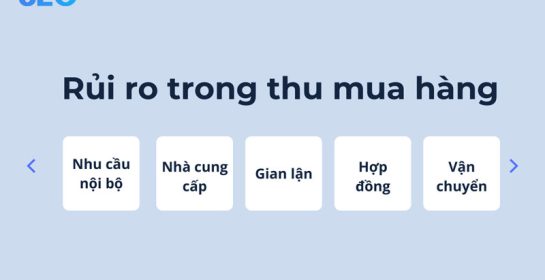 Rủi ro trong thu mua hàng
Nhu cầu
nội bộ
Nhà cung
cấp
Gian lận
Hợp
đồng
Vận
chuyển